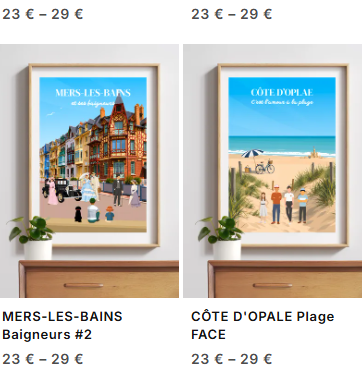 23 € – 29 €
23 € – 29 €
MERS-LES-BAINS
et ses baigneurs
CÔTE D'OPLAE
C'est l'amour à la plage
MERS-LES-BAINS
Baigneurs #2
23 € – 29 €
CÔTE D'OPALE Plage
FACE
23 € – 29 €